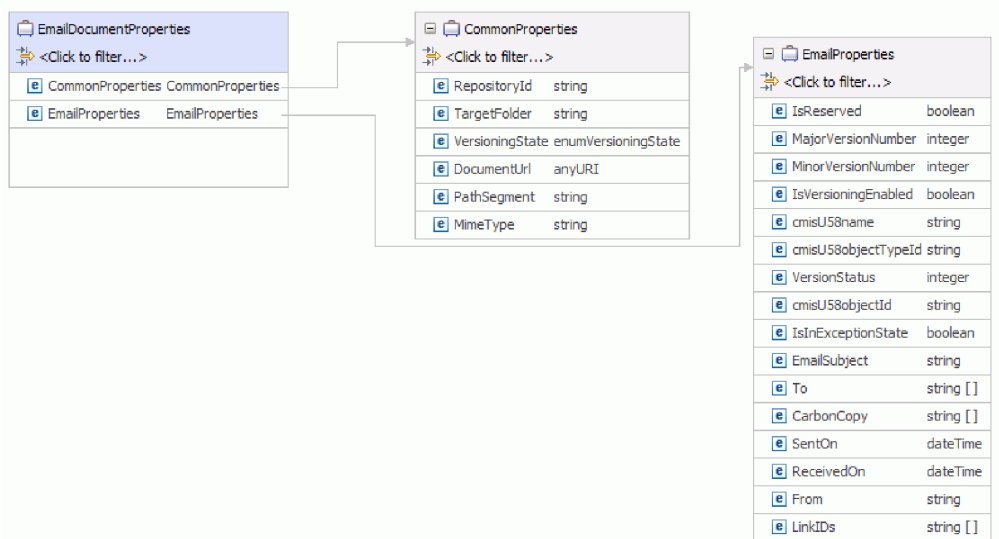 EmailDocumentProperties
<Click to filter...>
CommonProperties CommonProperties
EmailProperties EmailProperties
CommonProperties
<Click to filter...>
RepositoryId string
TargetFolder string
VersioningState enumVersioningState
DocumentUrl anyURI
PathSegment string
MimeType string
EmailProperties
<Click to filter...>
IsReserved boolean
MajorVersionNumber integer
MinorVersionNumber integer
IsVersioningEnabled boolean
cmisU58name string
cmisU58objectTypeId string
VersionStatus integer
cmisU58objectId string
IsInExceptionState boolean
EmailSubject string
To string []
CarbonCopy string []
SentOn dateTime
ReceivedOn dateTime
From string
LinkIDs string []